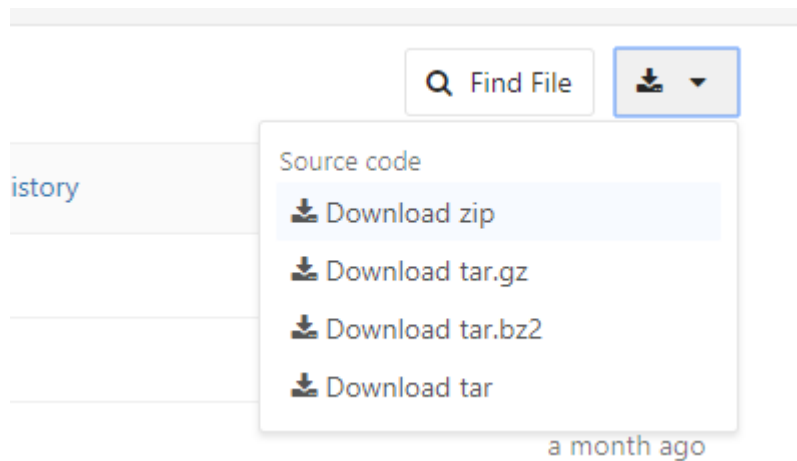 Find File
Source code
istory
Download zip
Download tar.gz
Download tar.bz2
Download tar
a month ago